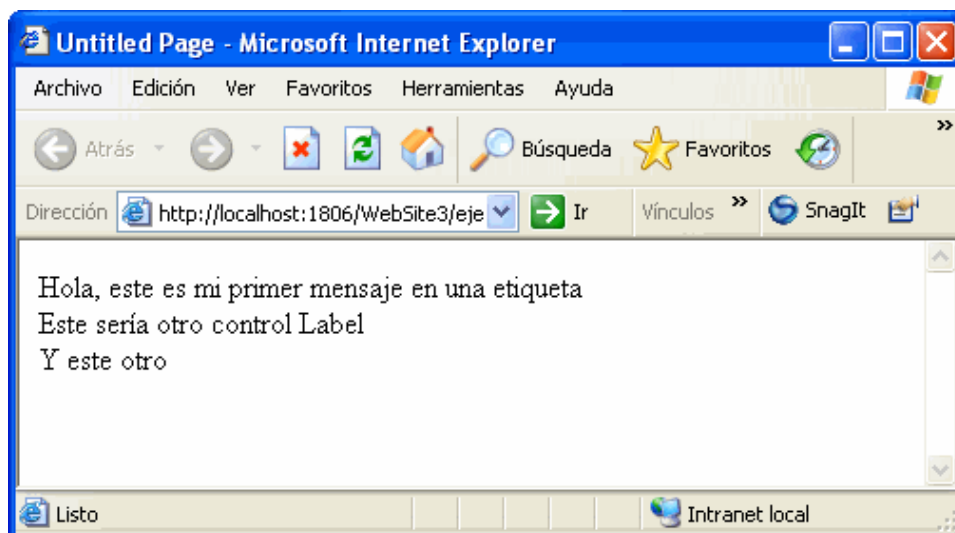 Untitled Page - Microsoft Internet Explorer
Archivo Edición Ver Favoritos Herramientas Ayuda
Atrás Búsqueda Favoritos »
Dirección http://localhost:1806/WebSite3/eje Ir Vínculos » SnagIt
Hola, este es mi primer mensaje en una etiqueta
Este sería otro control Label
Y este otro
Listo Intranet local